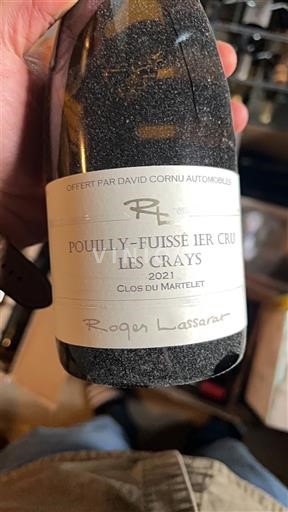 OFFERT PAR DAVID CORNU AUTOMOBILES
RL
POUILLY-FUISSÉ 1ER CRU
LES CRAYS
2021
CLOS DU MARTELET
Roger Lassarat